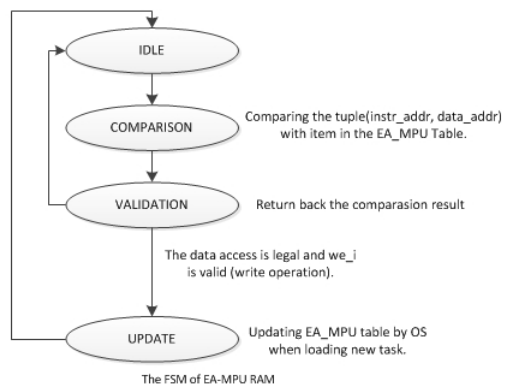 IDLE
COMPARISON
Comparing the tuple(instr_addr, data_addr)
with item in the EA_MPU Table.
VALIDATION
Return back the comparasion result
The data access is legal and we_i
is valid (write operation).
UPDATE
Updating EA_MPU table by OS
when loading new task.
The FSM of EA-MPU RAM